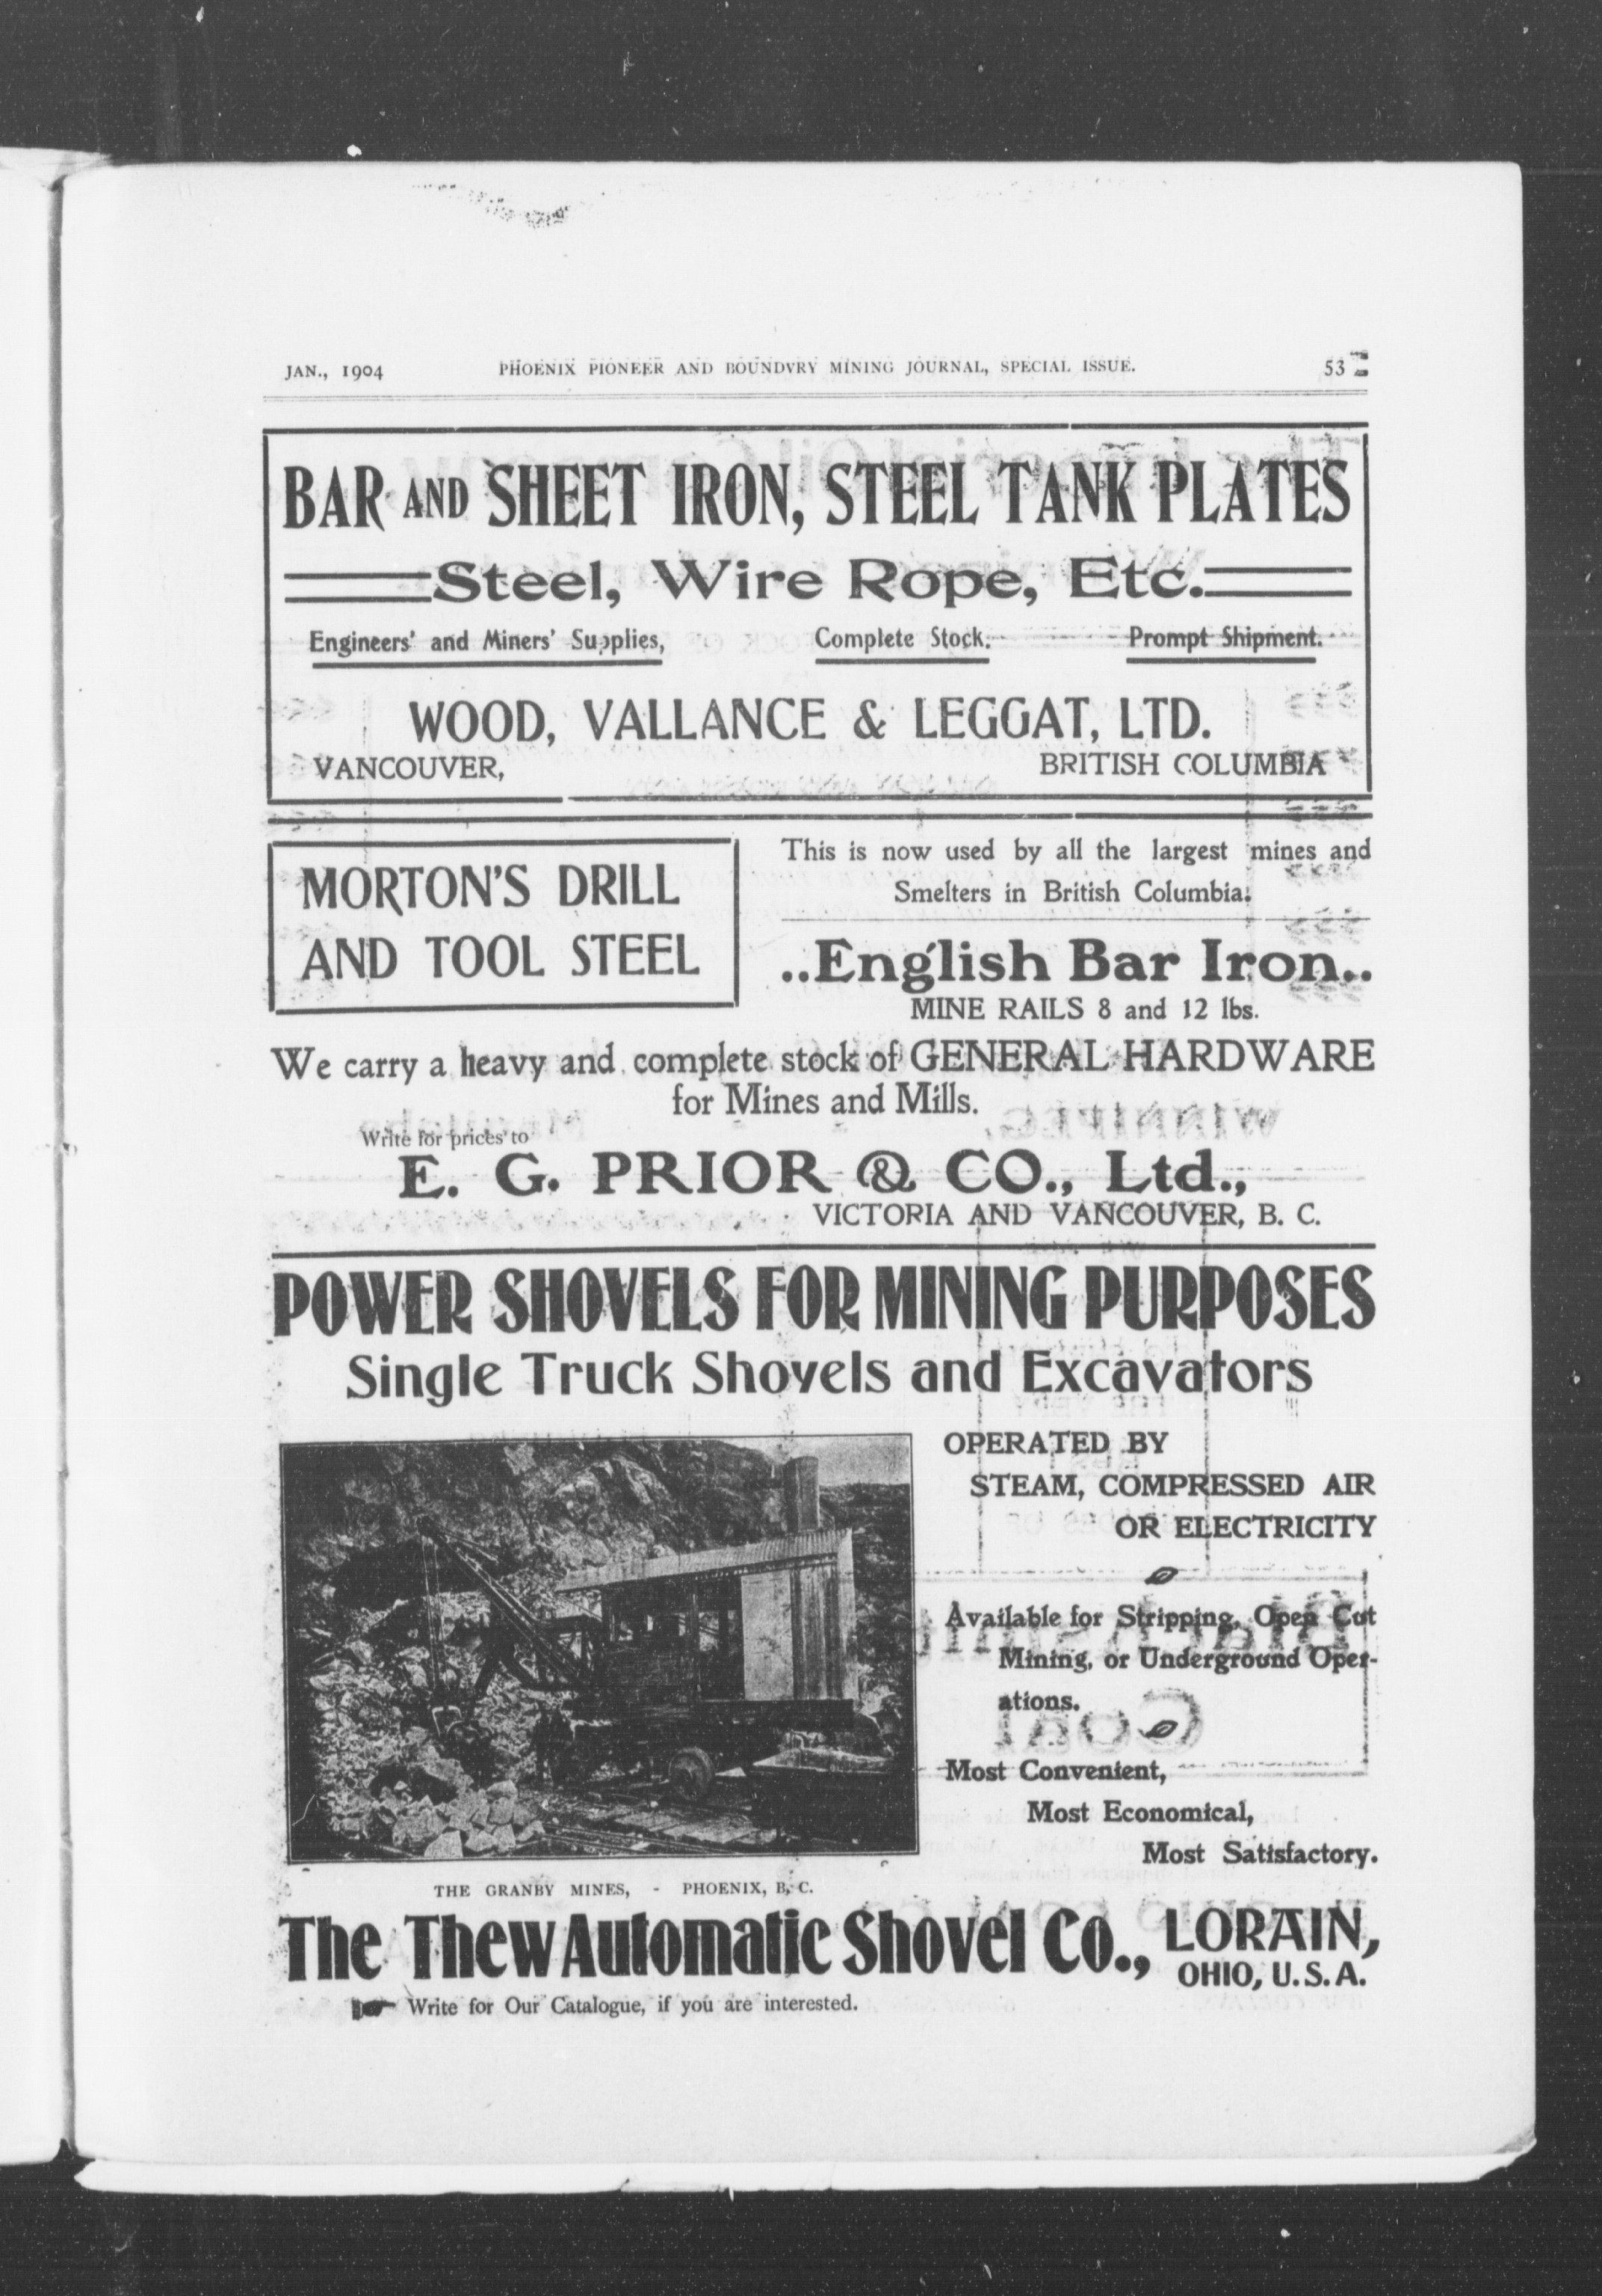 JAN., 1904 PHOENIX PIONEER AND BOUNDVRY MINING JOURNAL, SPECIAL ISSUE. 53
BAR AND SHEET IRON, STEEL TANK PLATES
Steel, Wire Rope, Etc.
Engineers' and Miners' Supplies, Complete Stock. Prompt Shipment.
WOOD, VALLANCE & LEGGAT, LTD.
VANCOUVER, BRITISH COLUMBIA
MORTON'S DRILL
AND TOOL STEEL
This is now used by all the largest mines and
Smelters in British Columbia.
..English Bar Iron..
MINE RAILS 8 and 12 lbs.
We carry a heavy and complete stock of GENERAL HARDWARE
for Mines and Mills.
Write for prices to
E. G. PRIOR & CO., Ltd.,
VICTORIA AND VANCOUVER, B. C.
POWER SHOVELS FOR MINING PURPOSES
Single Truck Shovels and Excavators
OPERATED BY
STEAM, COMPRESSED AIR
OR ELECTRICITY
Available for Stripping, Open Cut
Mining, or Underground Oper-
ations.
Most Convenient,
Most Economical,
Most Satisfactory.
THE GRANBY MINES, - PHOENIX, B. C.
The Thew Automatic Shovel Co., LORAIN,
OHIO, U.S.A.
Write for Our Catalogue, if you are interested.